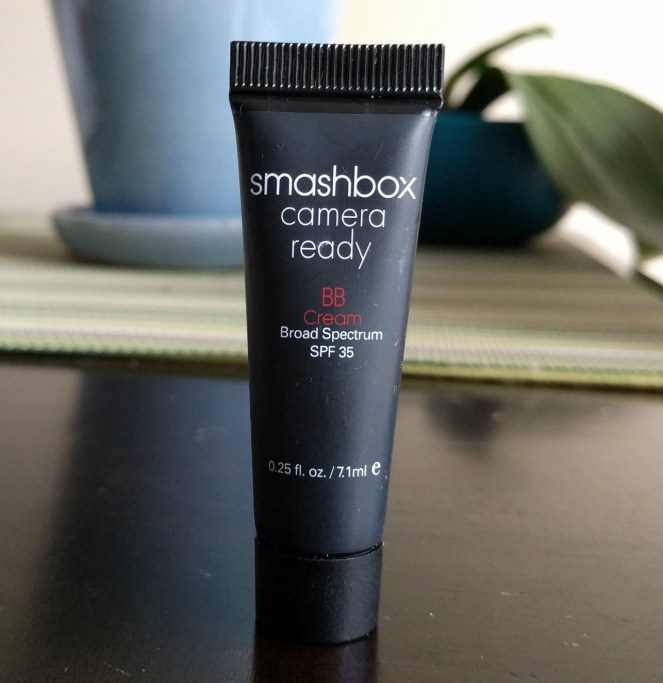 smashbox
camera
ready
BB
Cream
Broad Spectrum
SPF 35
0.25 fl. oz. / 7.1ml ℮